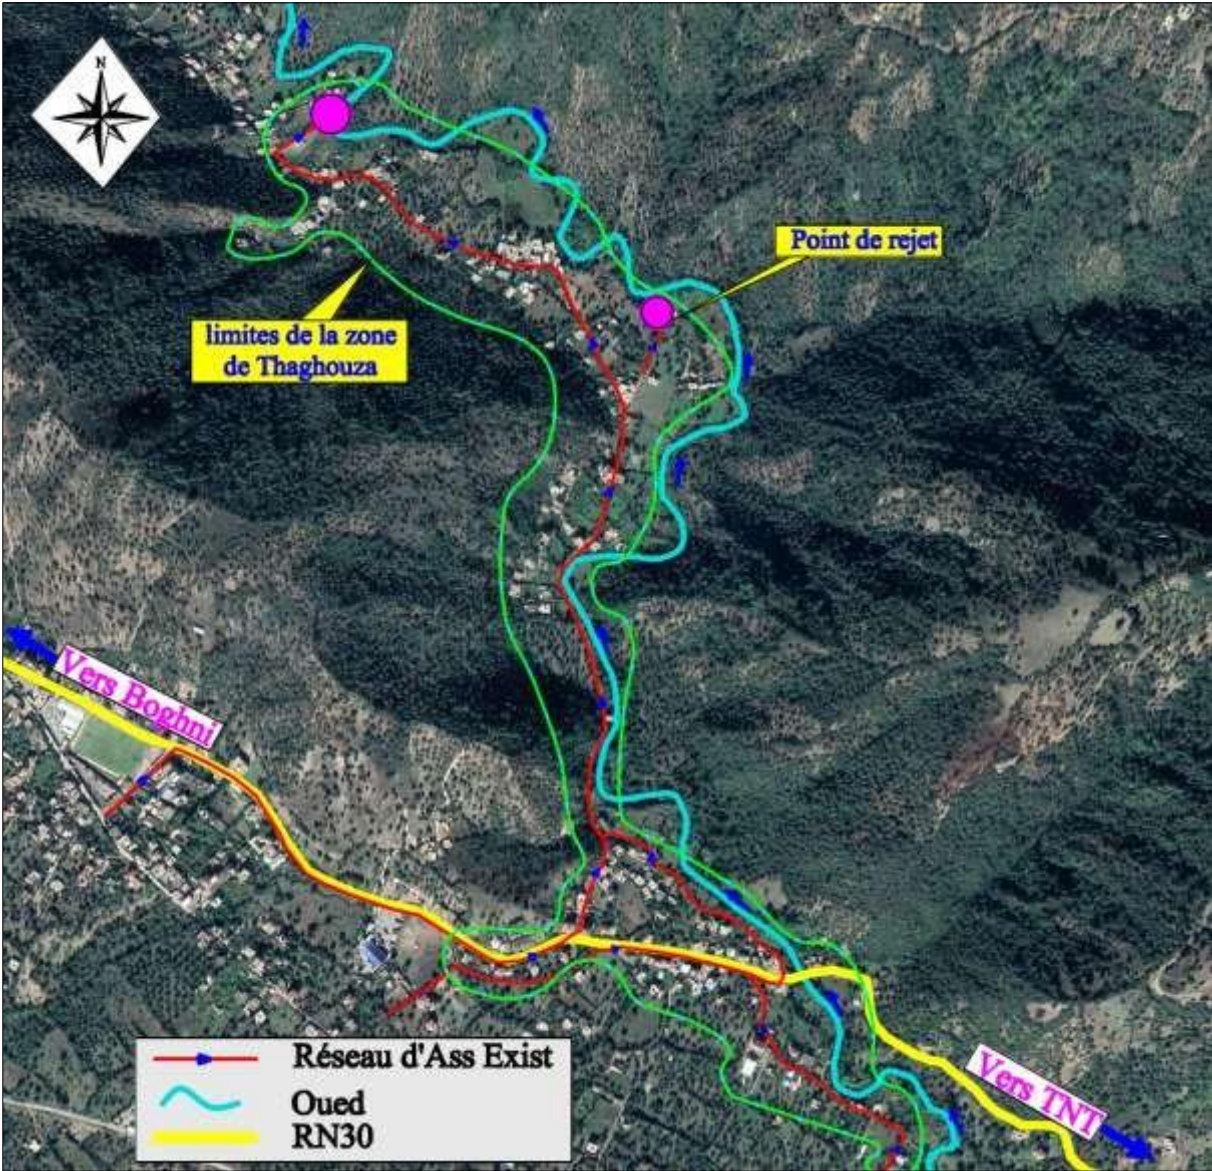 N
Point de rejet
limites de la zone
de Thaghouza
Vers Boghni
Vers TNT
Réseau d'Ass Exist
Oued
RN30